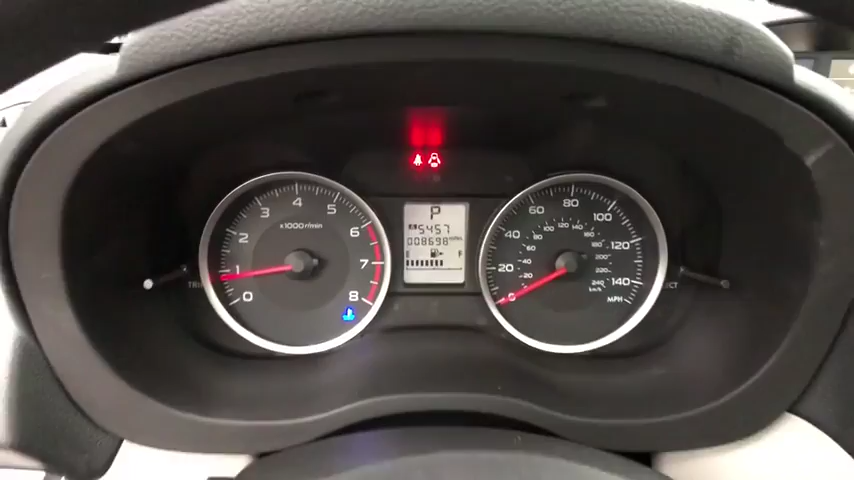 0 1 2 3 4 5 6 7 8
x1000r/min
P
5457
008698
E F
0 20 40 60 80 100 120 140
20 40 60 80 100 120 140 160 180 200 220 240
km/h
MPH